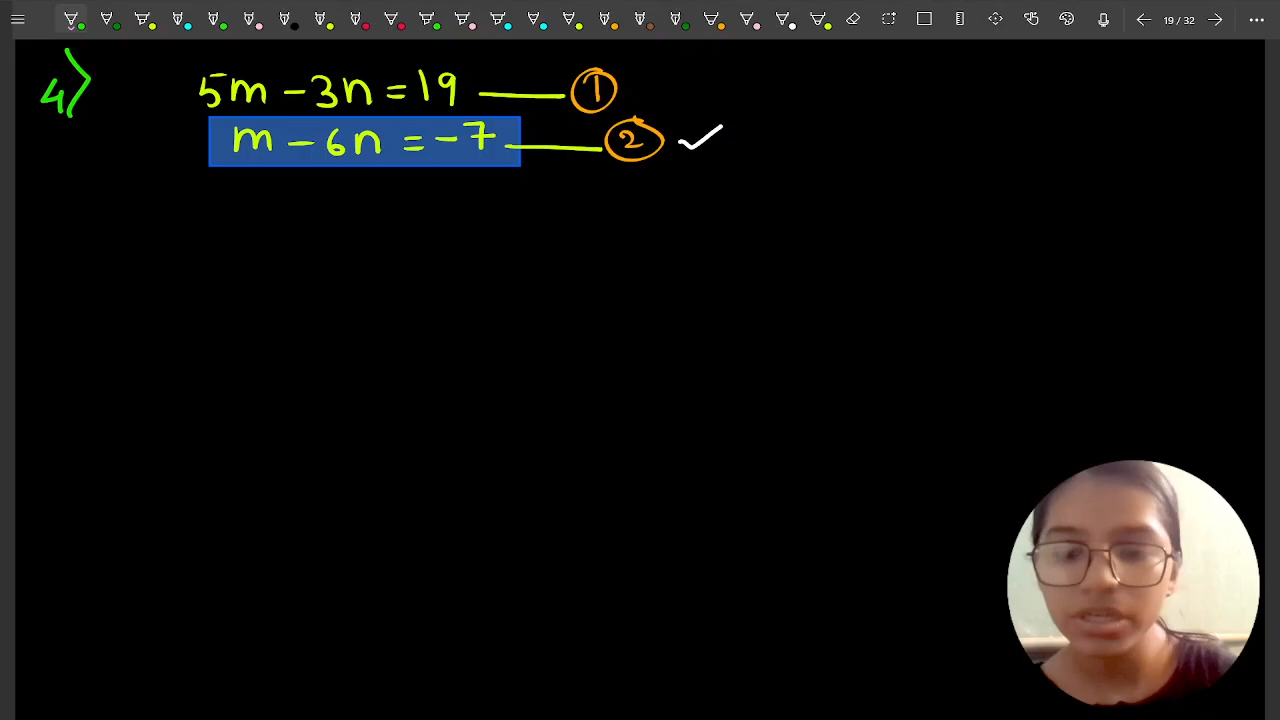 19 / 32
4) 5m - 3n = 19 —— ①
m - 6n = -7 —— ② ✓